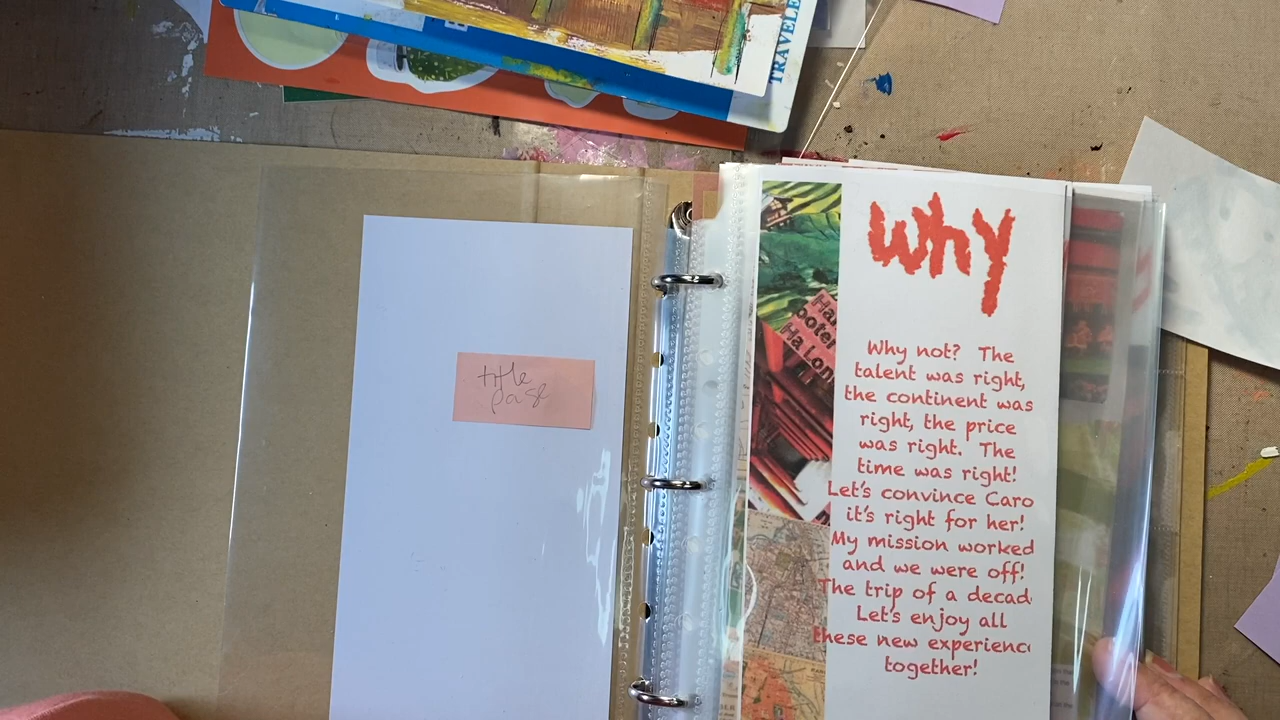 TRAVELE
title
page
why
Why not? The
talent was right,
the continent was
right, the price
was right. The
time was right!
Let's convince Caro
it's right for her!
My mission worked
and we were off!
The trip of a decad
Let's enjoy all
these new experienc
together!
Ha Lon